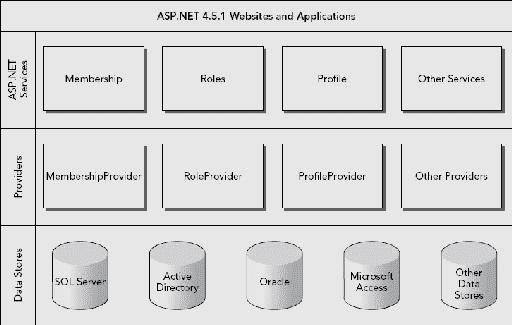 ASP.NET 4.5.1 Websites and Applications
ASP.NET
Services
Membership
Roles
Profile
Other Services
Providers
MembershipProvider
RoleProvider
ProfileProvider
Other Providers
Data Stores
SQL Server
Active
Directory
Oracle
Microsoft
Access
Other
Data
Stores